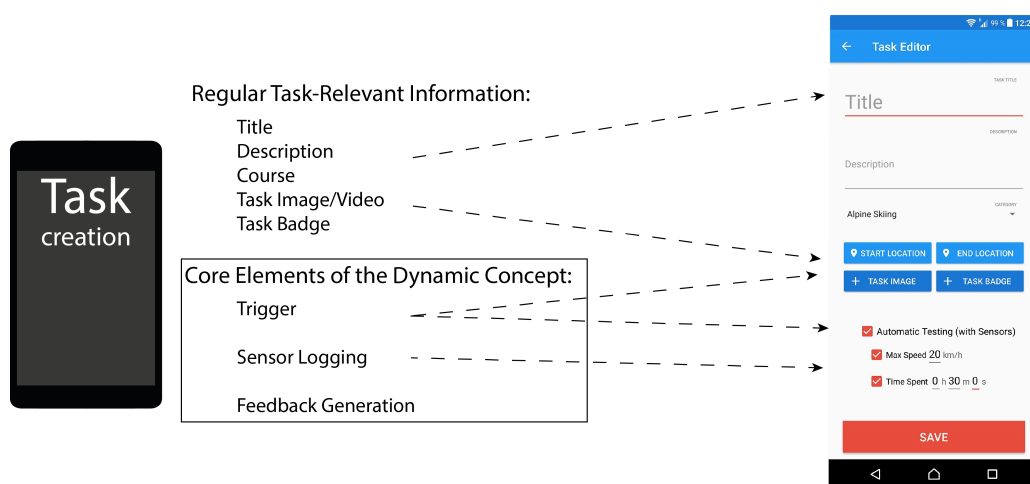 Task
creation
Regular Task-Relevant Information:
Title
Description
Course
Task Image/Video
Task Badge
Core Elements of the Dynamic Concept:
Trigger
Sensor Logging
Feedback Generation
99 % 12:2
Task Editor
TASK TITLE
Title
DESCRIPTION
Description
CATEGORY
Alpine Skiing
START LOCATION END LOCATION
+ TASK IMAGE + TASK BADGE
Automatic Testing (with Sensors)
Max Speed 20 km/h
Time Spent 0 h 30 m 0 s
SAVE